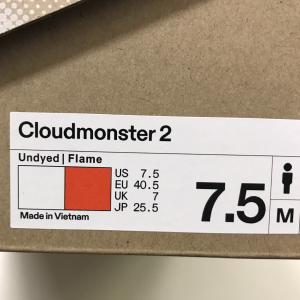 Cloudmonster 2
Undyed | Flame
US 7.5
EU 40.5
UK 7
JP 25.5
7.5
M
Made in Vietnam